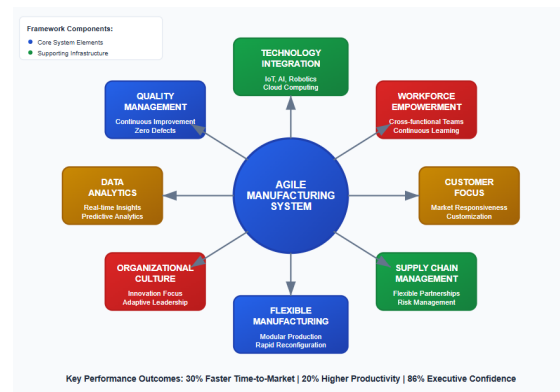 Framework Components:
Core System Elements
Supporting Infrastructure
TECHNOLOGY
INTEGRATION
IoT, AI, Robotics
Cloud Computing
QUALITY
MANAGEMENT
Continuous Improvement
Zero Defects
WORKFORCE
EMPOWERMENT
Cross-functional Teams
Continuous Learning
DATA
ANALYTICS
Real-time Insights
Predictive Analytics
AGILE
MANUFACTURING
SYSTEM
CUSTOMER
FOCUS
Market Responsiveness
Customization
ORGANIZATIONAL
CULTURE
Innovation Focus
Adaptive Leadership
SUPPLY CHAIN
MANAGEMENT
Flexible Partnerships
Risk Management
FLEXIBLE
MANUFACTURING
Modular Production
Rapid Reconfiguration
Key Performance Outcomes: 30% Faster Time-to-Market | 20% Higher Productivity | 86% Executive Confidence